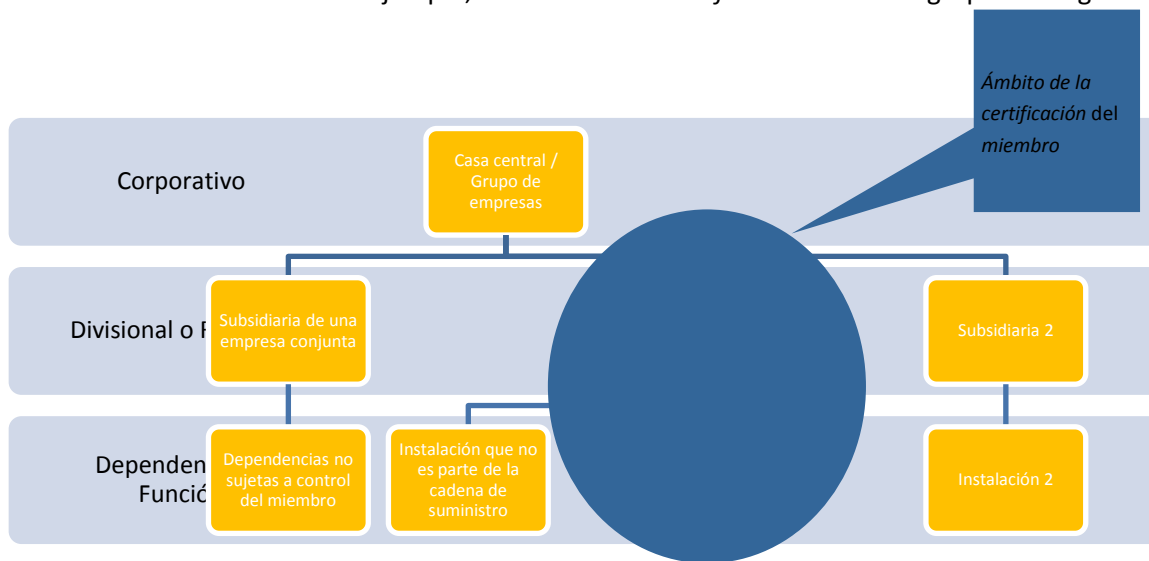 Ámbito de la
certificación del
miembro
Corporativo
Casa central /
Grupo de
empresas
Divisional o
Subsidiaria de una
empresa conjunta
Subsidiaria 2
Dependencias no
sujetas a control
del miembro
Instalación que no
es parte de la
cadena de
suministro
Instalación 2